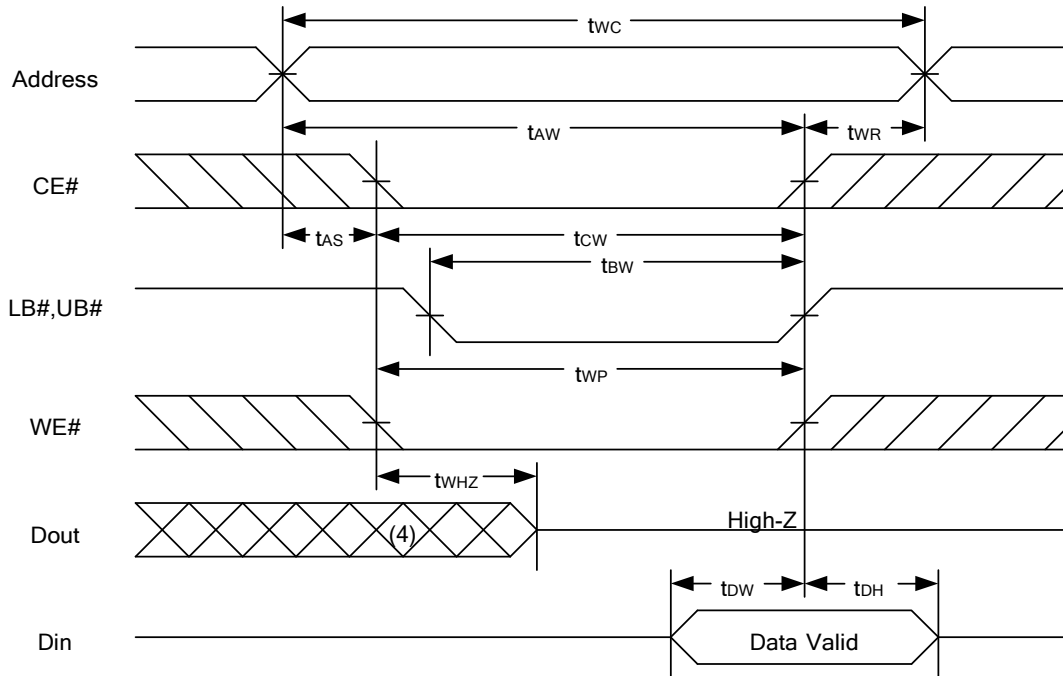 tWC
Address
tAW
tWR
CE#
tAS
tCW
tBW
LB#,UB#
tWP
WE#
tWHZ
High-Z
Dout
(4)
tDW
tDH
Din
Data Valid